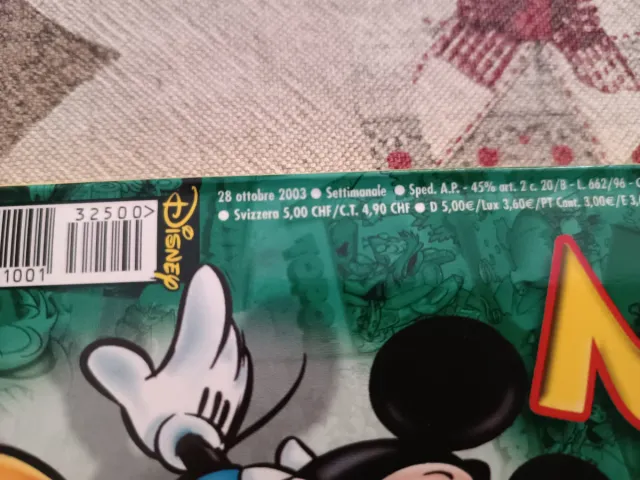 28 ottobre 2003 ● Settimanale ● Sped. A.P. - 45% art. 2 c. 20/B - L. 662/96 -
● Svizzera 5,00 CHF/C.T. 4,90 CHF ● D 5,00€/Lux 3,60€/PT Cont. 3,00€/E
32500>
1001
DISNEY
TOPO